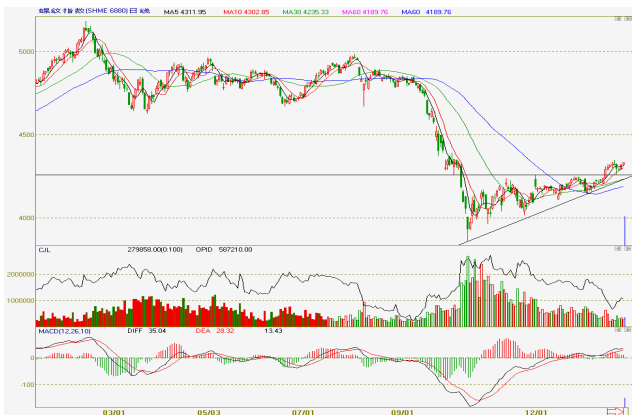 螺纹指数(SHME 6880)日线 MA5 4311.95 MA10 4302.85 MA30 4235.33 MA60 4189.76 MA60 4189.76
5000
4500
4000
CJL 279858.00(0:100) OPID 587210.00
2000000
1000000
MACD(12,26,10) DIFF 35.04 DEA 28.32 13.43
0
-100
03/01 05/03 07/01 09/01 12/01